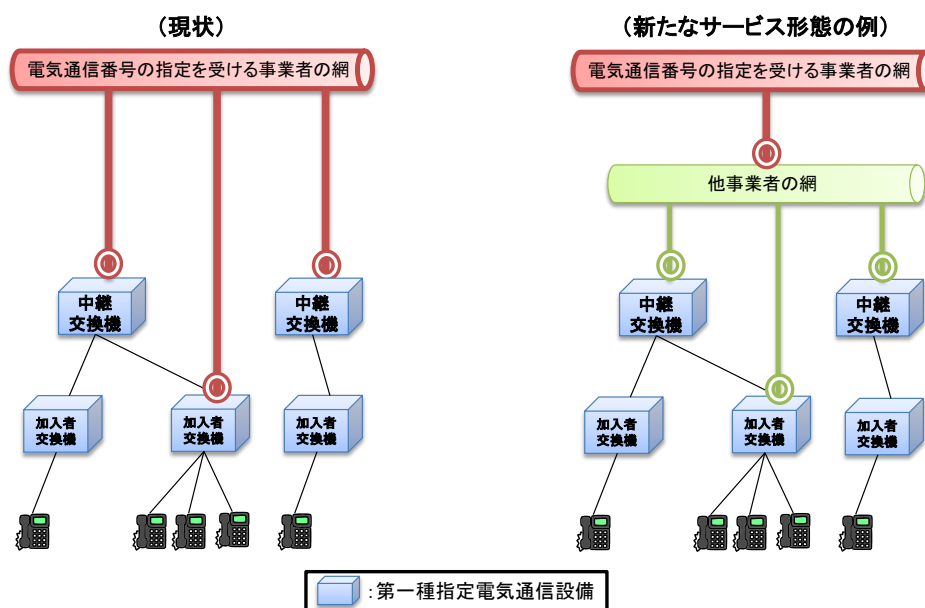 （現状）
電気通信番号の指定を受ける事業者の網
中継
交換機
中継
交換機
加入者
交換機
加入者
交換機
加入者
交換機
（新たなサービス形態の例）
電気通信番号の指定を受ける事業者の網
他事業者の網
中継
交換機
中継
交換機
加入者
交換機
加入者
交換機
加入者
交換機
：第一種指定電気通信設備